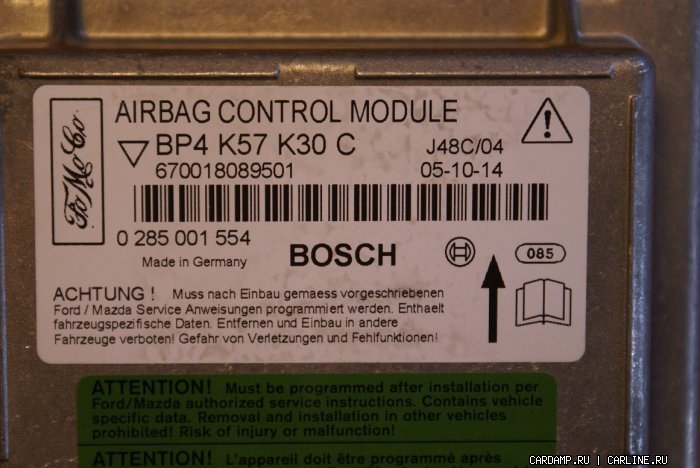 FoMoCo
AIRBAG CONTROL MODULE
BP4 K57 K30 C
J48C/04
670018089501
05-10-14
0 285 001 554
BOSCH
085
Made in Germany
ACHTUNG ! Muss nach Einbau gemaess vorgeschriebenen
Ford / Mazda Service Anweisungen programmiert werden. Enthaelt
fahrzeugspezifische Daten. Entfernen und Einbau in andere
Fahrzeuge verboten! Gefahr von Verletzungen und Fehlfunktionen!
ATTENTION! Must be programmed after installation per
Ford/Mazda authorized service instructions. Contains vehicle
specific data. Removal and installation in other vehicles
prohibited! Risk of injury or malfunction!
ATTENTION! L'appareil doit être programmé après
CARDAMP.RU | CARLINE.RU